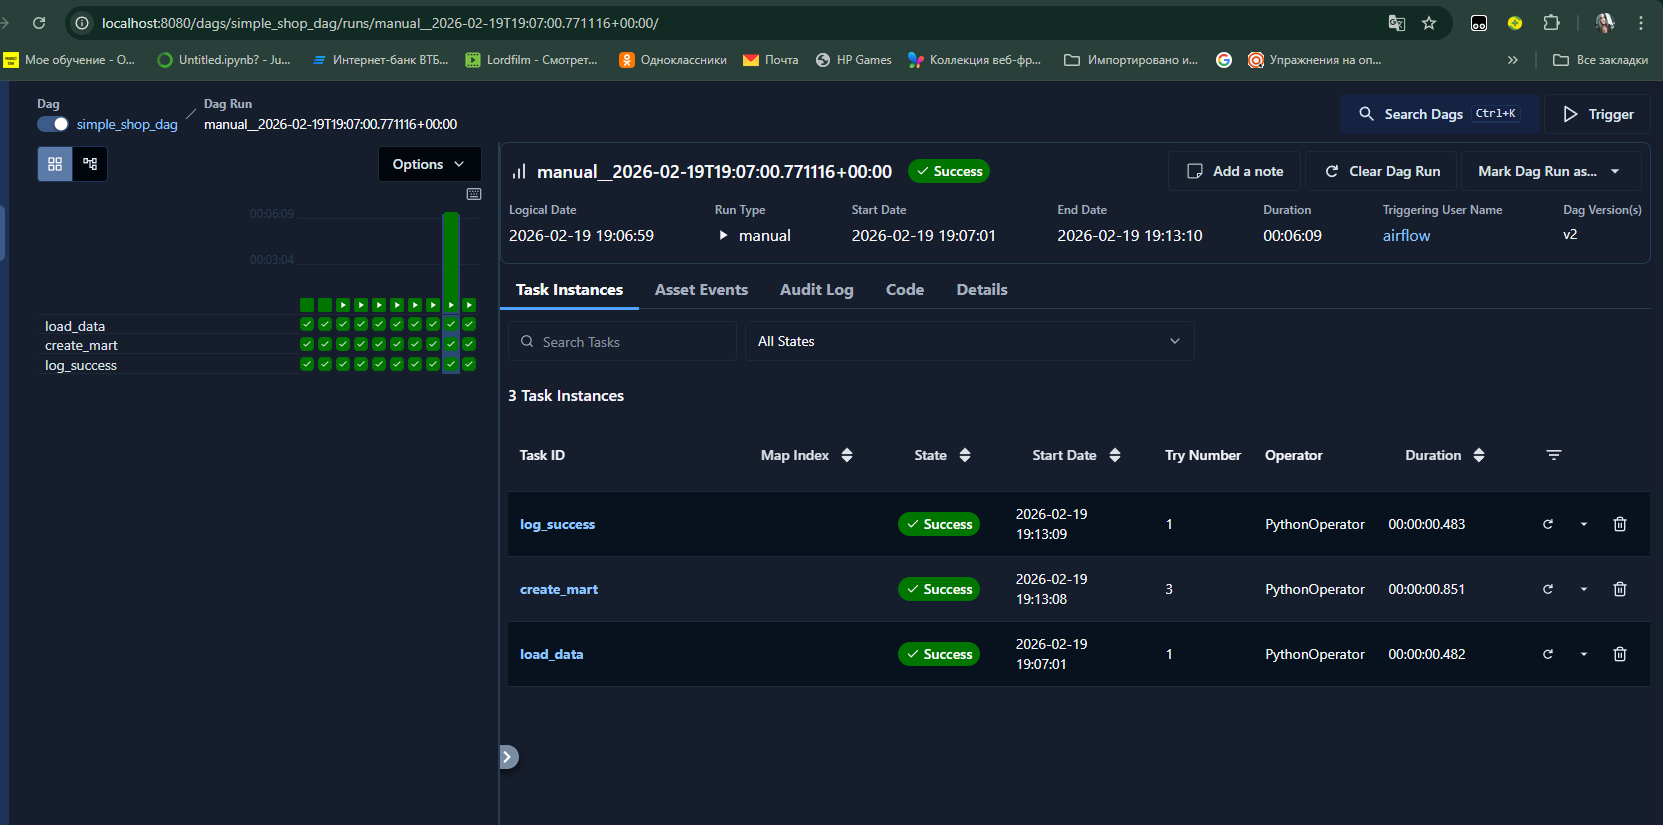 localhost:8080/dags/simple_shop_dag/runs/manual__2026-02-19T19:07:00.771116+00:00/
Мое обучение - О...
Untitled.ipynb? - Ju...
Интернет-банк ВТБ...
Lordfilm - Смотрет...
Одноклассники
Почта
HP Games
Коллекция веб-фр...
Импортировано и...
Упражнения на оп...
»
Все закладки
Dag
simple_shop_dag
Dag Run
manual__2026-02-19T19:07:00.771116+00:00
Search Dags Ctrl+K
Trigger
Options
00:06:09
00:03:04
load_data
create_mart
log_success
manual__2026-02-19T19:07:00.771116+00:00
Success
Add a note
Clear Dag Run
Mark Dag Run as...
Logical Date
2026-02-19 19:06:59
Run Type
manual
Start Date
2026-02-19 19:07:01
End Date
2026-02-19 19:13:10
Duration
00:06:09
Triggering User Name
airflow
Dag Version(s)
v2
Task Instances
Asset Events
Audit Log
Code
Details
Search Tasks
All States
3 Task Instances
Task ID
Map Index
State
Start Date
Try Number
Operator
Duration
log_success
Success
2026-02-19
19:13:09
1
PythonOperator
00:00:00.483
create_mart
Success
2026-02-19
19:13:08
3
PythonOperator
00:00:00.851
load_data
Success
2026-02-19
19:07:01
1
PythonOperator
00:00:00.482